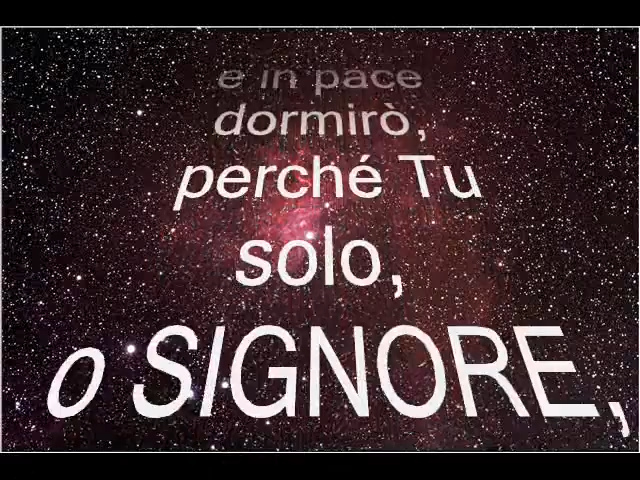 e in pace
dormirò,
perché Tu
solo,
o SIGNORE,